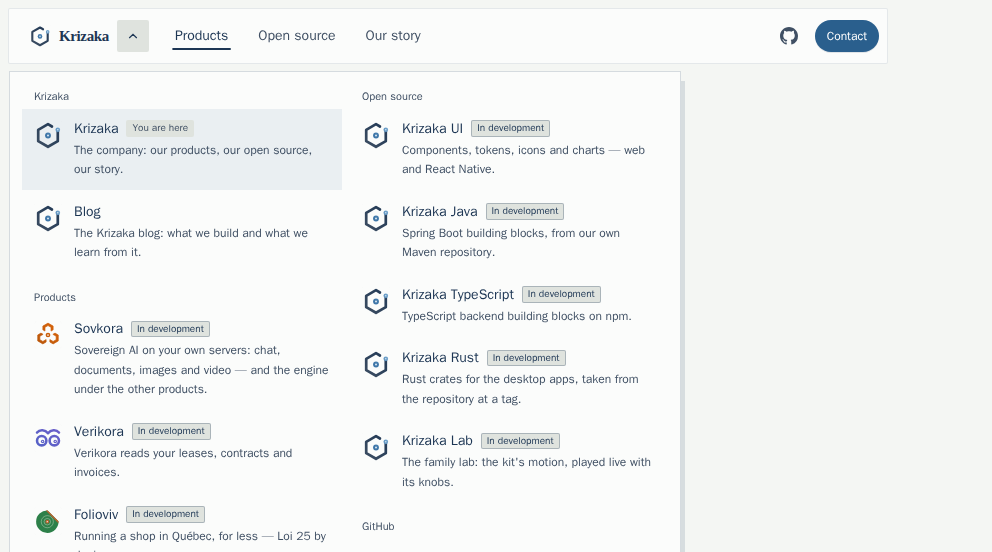 Krizaka
Products
Open source
Our story
Contact
Krizaka
Krizaka You are here
The company: our products, our open source,
our story.
Blog
The Krizaka blog: what we build and what we
learn from it.
Products
Sovkora In development
Sovereign AI on your own servers: chat,
documents, images and video — and the engine
under the other products.
Verikora In development
Verikora reads your leases, contracts and
invoices.
Folioviv In development
Running a shop in Québec, for less — Loi 25 by
Open source
Krizaka UI In development
Components, tokens, icons and charts — web
and React Native.
Krizaka Java In development
Spring Boot building blocks, from our own
Maven repository.
Krizaka TypeScript In development
TypeScript backend building blocks on npm.
Krizaka Rust In development
Rust crates for the desktop apps, taken from
the repository at a tag.
Krizaka Lab In development
The family lab: the kit's motion, played live with
its knobs.
GitHub